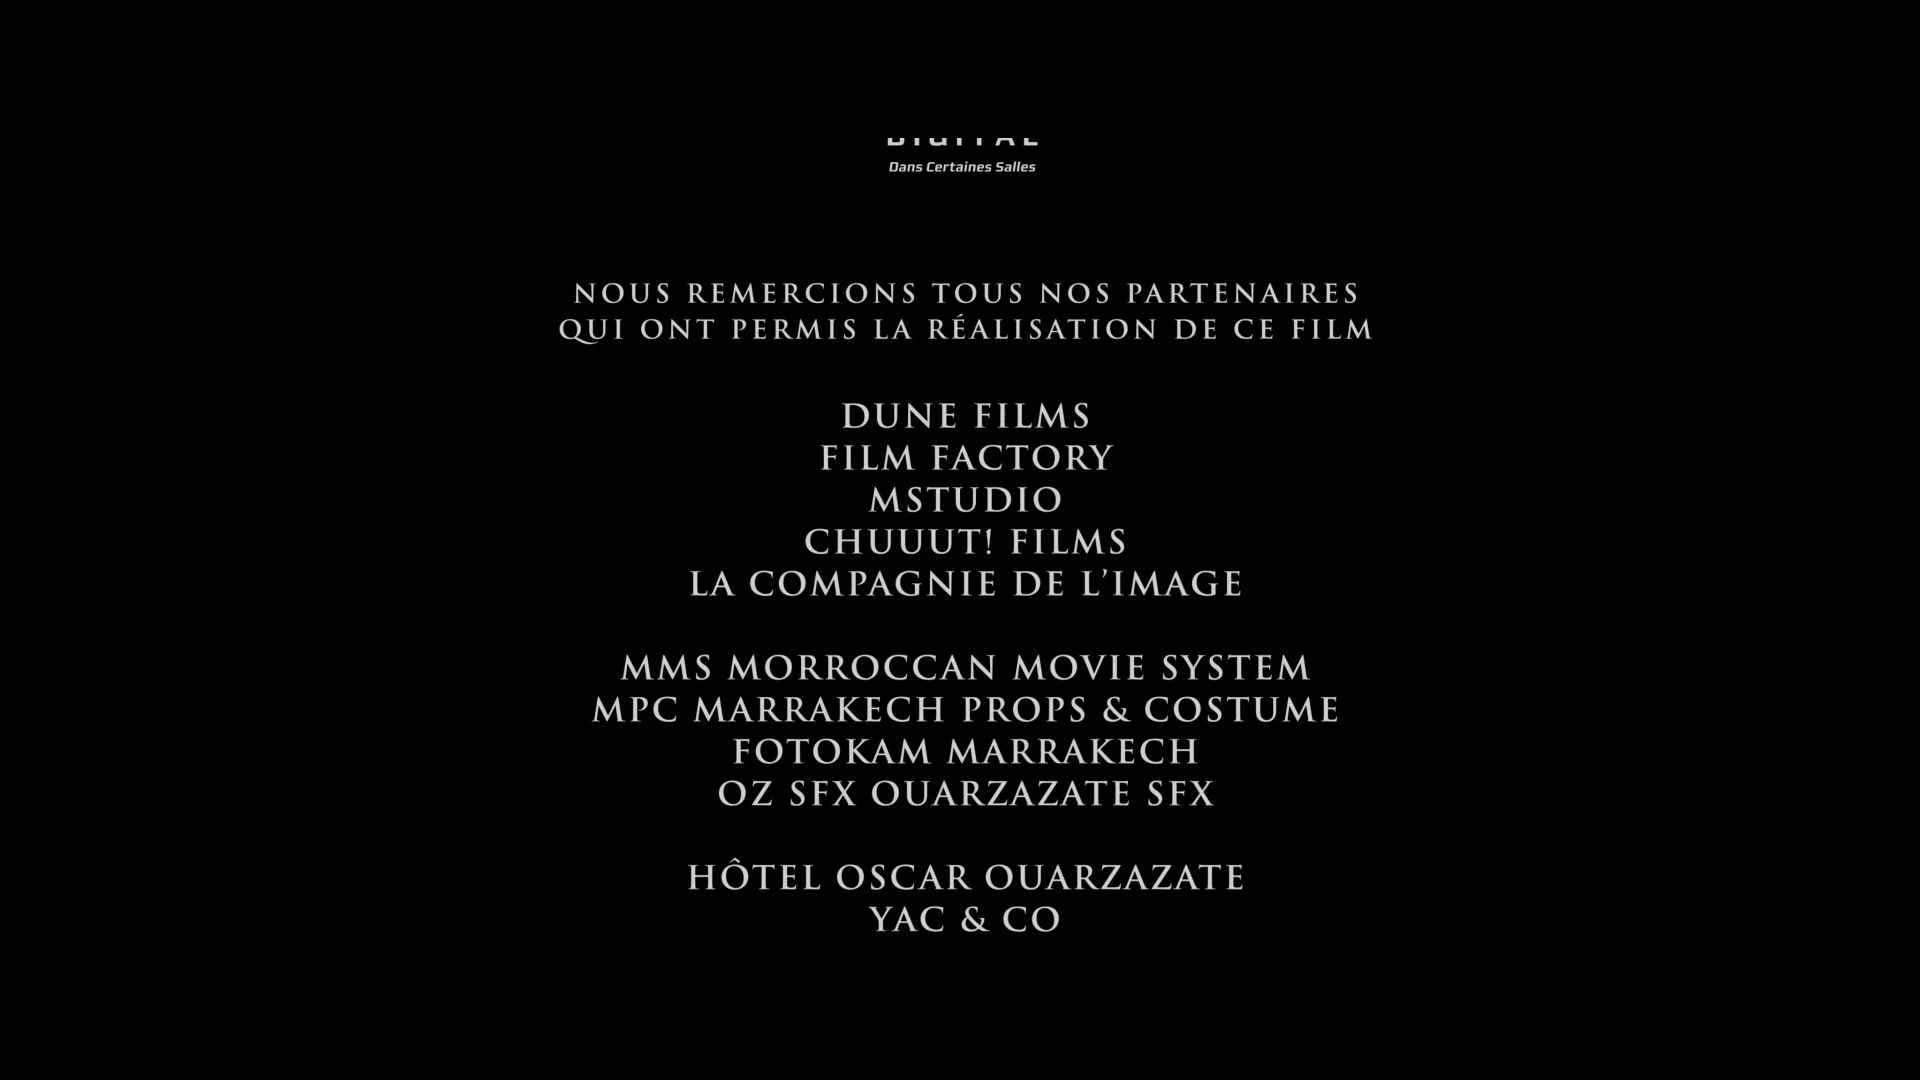 DIGITAL
Dans Certaines Salles
NOUS REMERCIONS TOUS NOS PARTENAIRES
QUI ONT PERMIS LA RÉALISATION DE CE FILM
DUNE FILMS
FILM FACTORY
MSTUDIO
CHUUUT! FILMS
LA COMPAGNIE DE L’IMAGE
MMS MORROCCAN MOVIE SYSTEM
MPC MARRAKECH PROPS & COSTUME
FOTOKAM MARRAKECH
OZ SFX OUARZAZATE SFX
HÔTEL OSCAR OUARZAZATE
YAC & CO